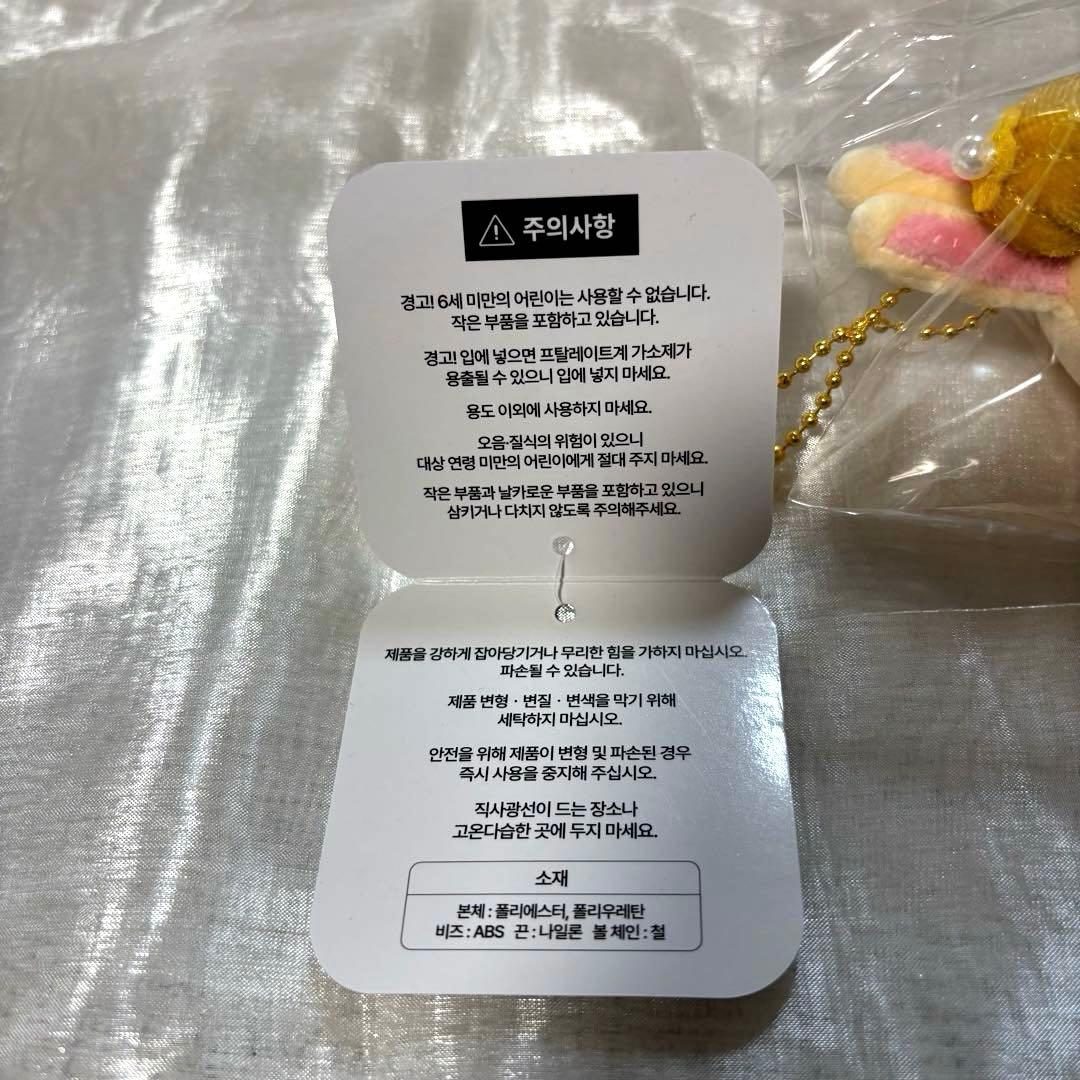 주의사항
경고! 6세 미만의 어린이는 사용할 수 없습니다.
작은 부품을 포함하고 있습니다.
경고! 입에 넣으면 프탈레이트계 가소제가
용출될 수 있으니 입에 넣지 마세요.
용도 이외에 사용하지 마세요.
오음·질식의 위험이 있으니
대상 연령 미만의 어린이에게 절대 주지 마세요.
작은 부품과 날카로운 부품을 포함하고 있으니
삼키거나 다치지 않도록 주의해주세요.
제품을 강하게 잡아당기거나 무리한 힘을 가하지 마십시오.
파손될 수 있습니다.
제품 변형 · 변질 · 변색을 막기 위해
세탁하지 마십시오.
안전을 위해 제품이 변형 및 파손된 경우
즉시 사용을 중지해 주십시오.
직사광선이 드는 장소나
고온다습한 곳에 두지 마세요.
소재
본체 : 폴리에스터, 폴리우레탄
비즈 : ABS 끈 : 나일론 볼 체인 : 철